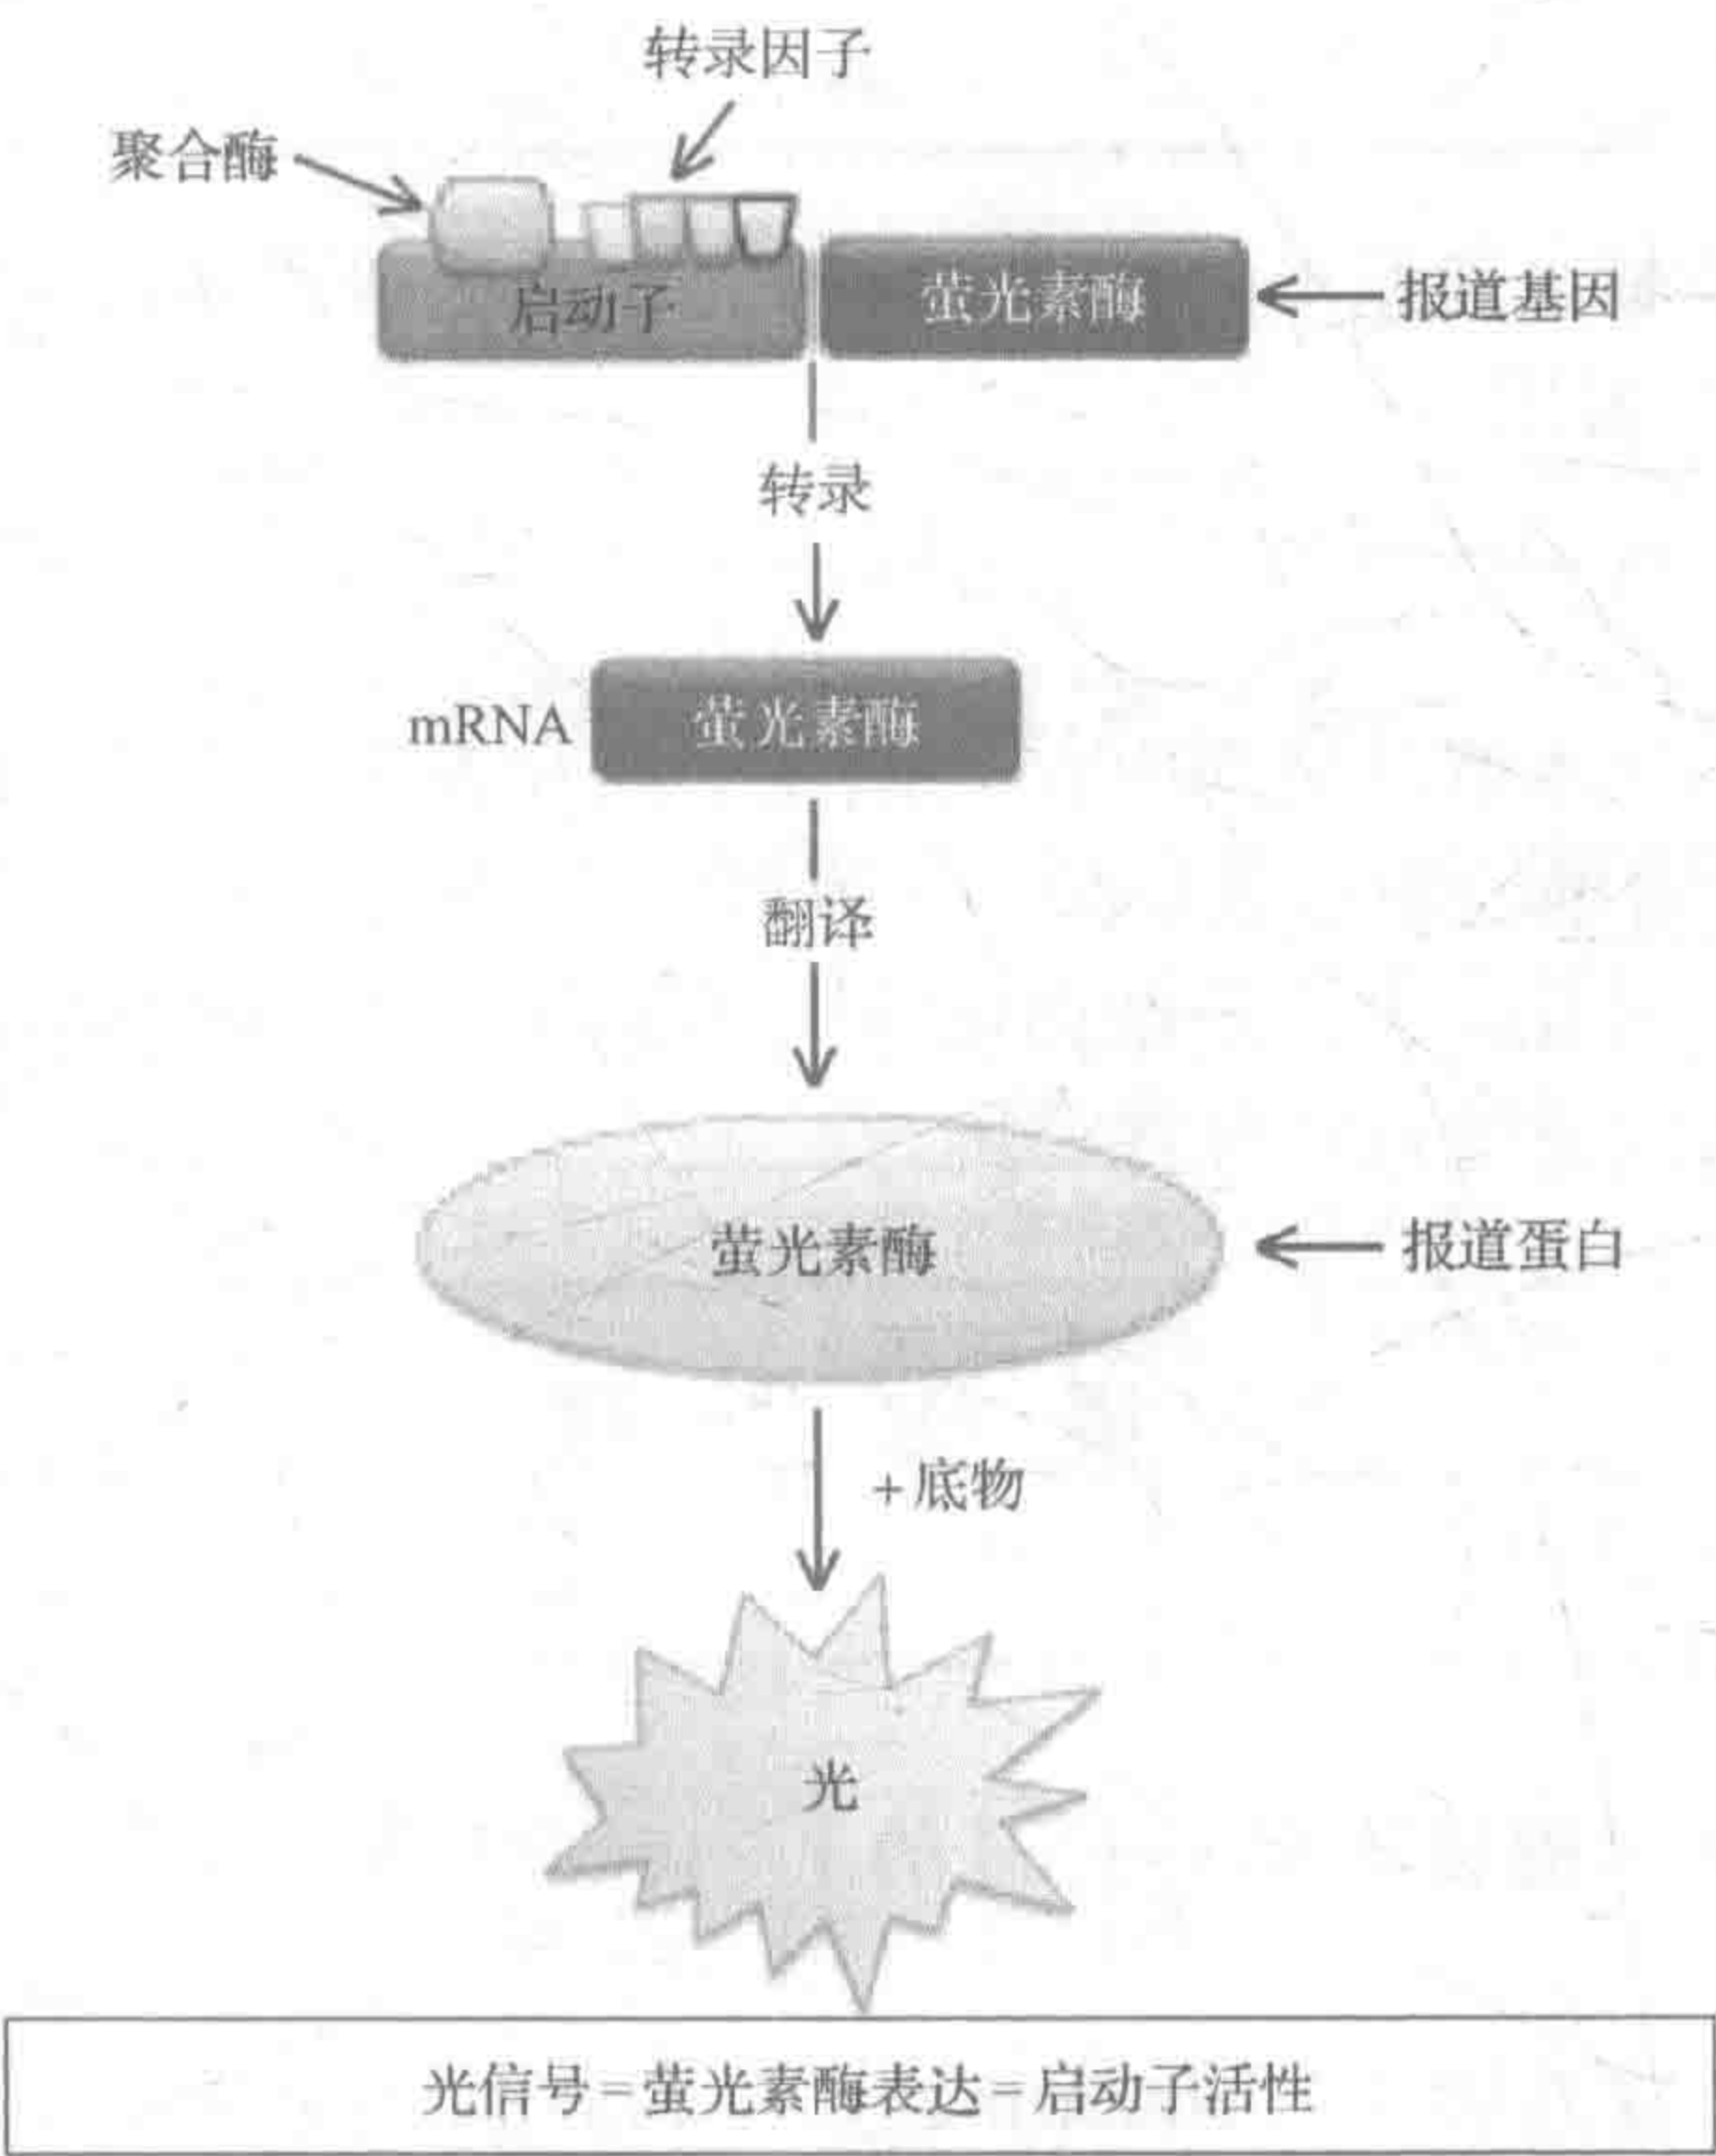 转录因子
聚合酶
启动子
萤光素酶
报道基因
转录
mRNA
萤光素酶
翻译
萤光素酶
报道蛋白
+底物
光
光信号=萤光素酶表达=启动子活性